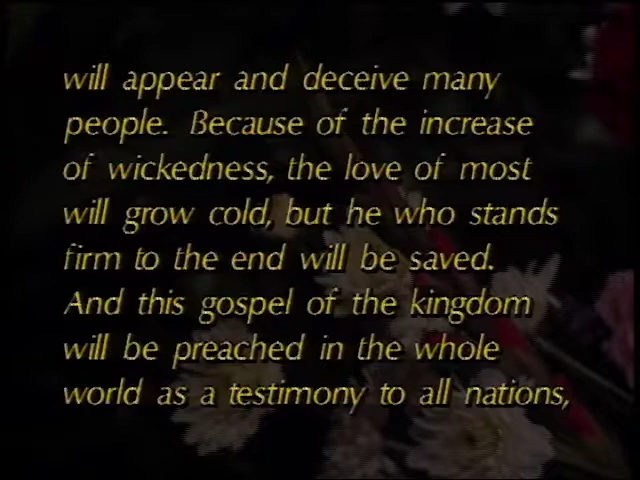 will appear and deceive many
people. Because of the increase
of wickedness, the love of most
will grow cold, but he who stands
firm to the end will be saved.
And this gospel of the kingdom
will be preached in the whole
world as a testimony to all nations,